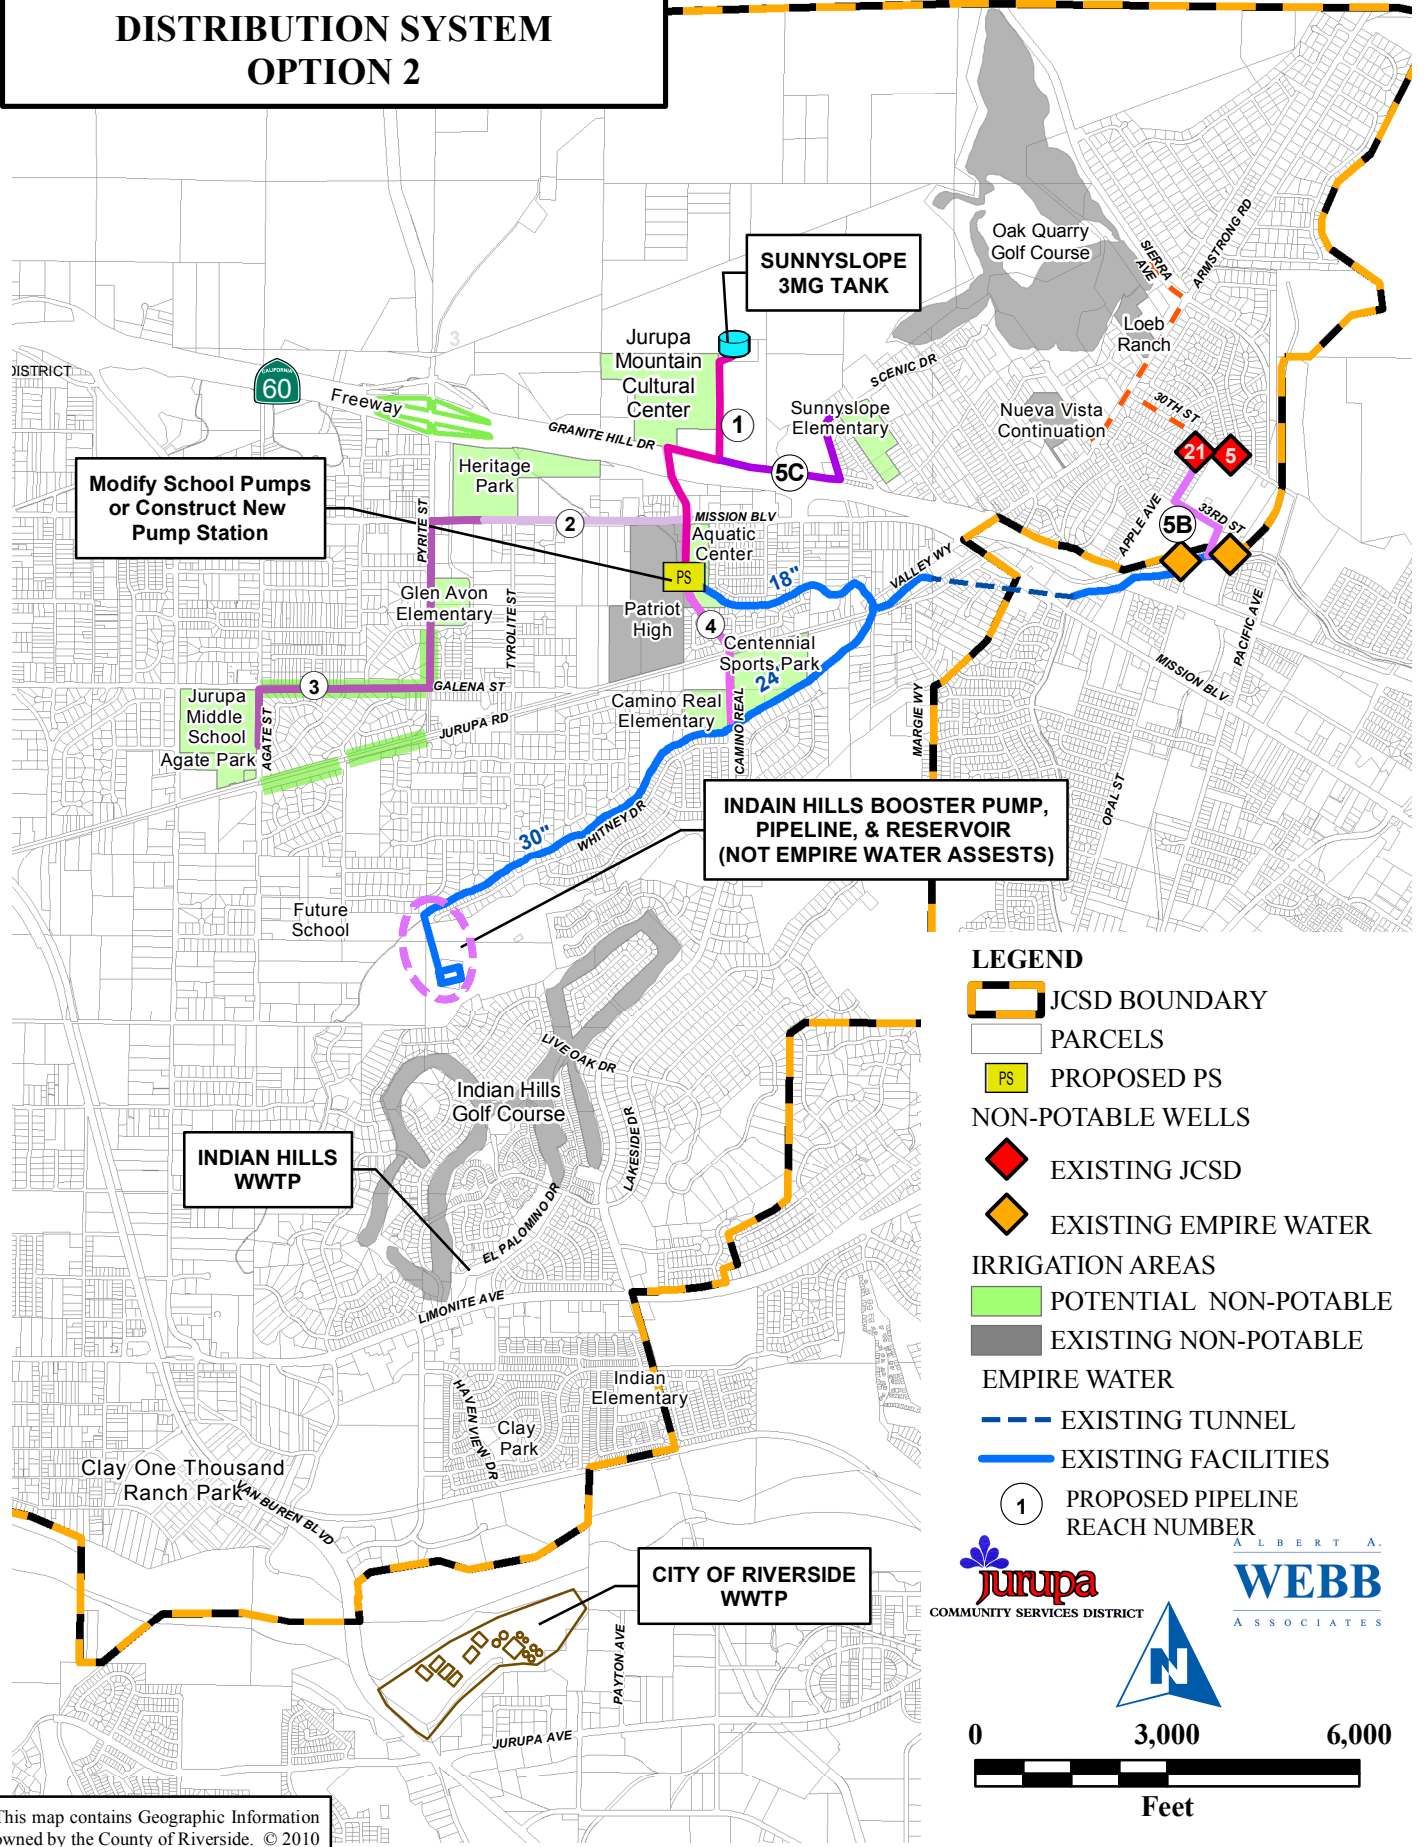 DISTRIBUTION SYSTEM
OPTION 2
SUNNYSLOPE
3MG TANK
Oak Quarry
Golf Course
SIERRA
AVE
ARMSTRONG RD
Loeb
Ranch
Jurupa
Mountain
Cultural
Center
3
DISTRICT
CALIFORNIA
60
Freeway
SCENIC DR
Sunnyslope
Elementary
Nueva Vista
Continuation
30TH ST
1
GRANITE HILL DR
21
5
5C
Heritage
Park
Modify School Pumps
or Construct New
Pump Station
PYRITE ST
2
MISSION BLV
Aquatic
Center
APPLE AVE
5B
33RD ST
VALLEY WY
PS
18"
Glen Avon
Elementary
TYROLITE ST
Patriot
High
4
Centennial
Sports Park
24"
PACIFIC AVE
MISSION BLV
3
GALENA ST
Jurupa
Middle
School
Agate Park
AGATE ST
JURUPA RD
Camino Real
Elementary
CAMINO REAL
MARGIE WY
OPAL ST
INDAIN HILLS BOOSTER PUMP,
PIPELINE, & RESERVOIR
(NOT EMPIRE WATER ASSESTS)
30"
WHITNEY DR
Future
School
LIVE OAK DR
Indian Hills
Golf Course
LAKESIDE DR
INDIAN HILLS
WWTP
EL PALOMINO DR
LIMONITE AVE
Indian
Elementary
HAVENVIEW DR
Clay
Park
Clay One Thousand
Ranch Park
VAN BUREN BLVD
CITY OF RIVERSIDE
WWTP
PAYTON AVE
JURUPA AVE
LEGEND
JCSD BOUNDARY
PARCELS
PS
PROPOSED PS
NON-POTABLE WELLS
EXISTING JCSD
EXISTING EMPIRE WATER
IRRIGATION AREAS
POTENTIAL NON-POTABLE
EXISTING NON-POTABLE
EMPIRE WATER
EXISTING TUNNEL
EXISTING FACILITIES
1
PROPOSED PIPELINE
REACH NUMBER
jurupa
COMMUNITY SERVICES DISTRICT
ALBERT A.
WEBB
ASSOCIATES
N
0 3,000 6,000
Feet
This map contains Geographic Information
owned by the County of Riverside. © 2010